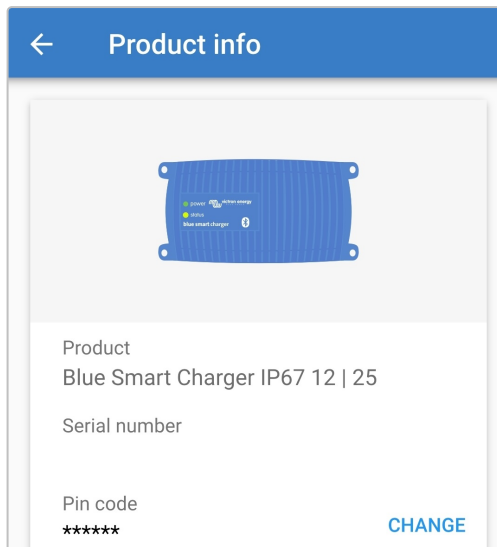 Product info
power victron energy
status
blue smart charger
Product
Blue Smart Charger IP67 12 | 25
Serial number
Pin code
******
CHANGE